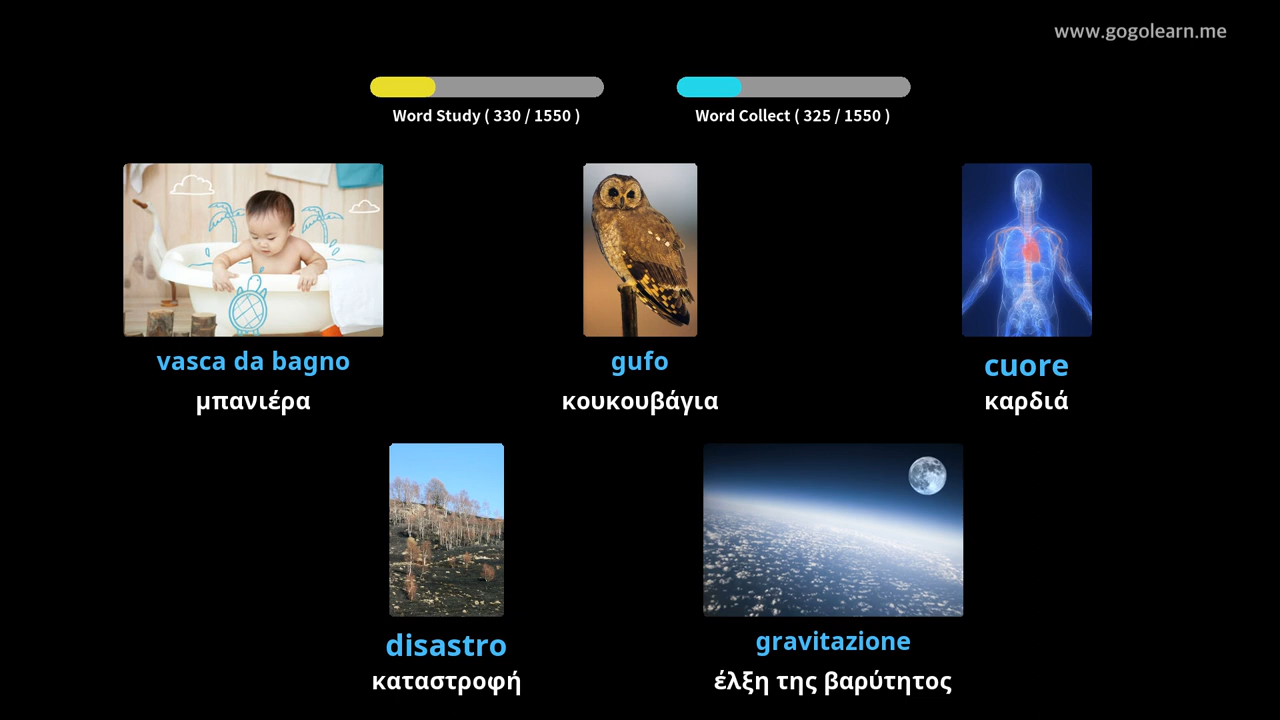 www.gogolearn.me
Word Study ( 330 / 1550 )
Word Collect ( 325 / 1550 )
vasca da bagno
μπανιέρα
gufo
κουκουβάγια
cuore
καρδιά
disastro
καταστροφή
gravitazione
έλξη της βαρύτητος